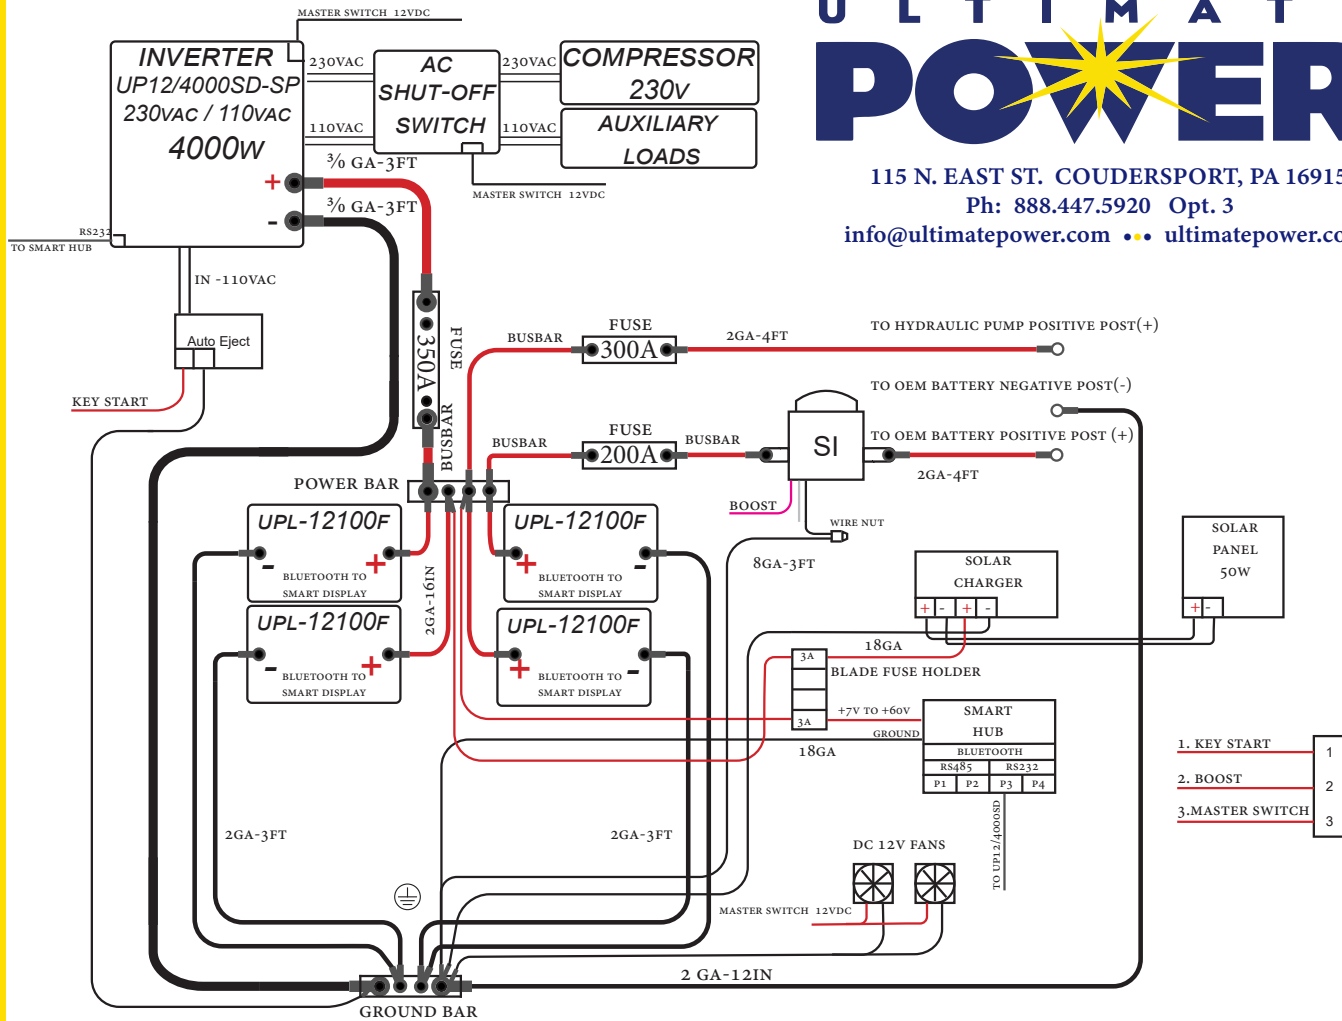 MASTER SWITCH 12VDC
ULTIMAT
POWER
INVERTER
UP12/4000SD-SP
230VAC / 110VAC
4000W
+
-
230VAC
110VAC
AC
SHUT-OFF
SWITCH
230VAC
110VAC
COMPRESSOR
230V
AUXILIARY
LOADS
3/0 GA-3FT
3/0 GA-3FT
MASTER SWITCH 12VDC
115 N. EAST ST. COUDERSPORT, PA 16915
Ph: 888.447.5920 Opt. 3
info@ultimatepower.com ••• ultimatepower.co
RS232
TO SMART HUB
IN -110VAC
Auto Eject
KEY START
350A
FUSE
BUSBAR
BUSBAR
FUSE
300A
2GA-4FT
TO HYDRAULIC PUMP POSITIVE POST(+)
TO OEM BATTERY NEGATIVE POST(-)
BUSBAR
FUSE
200A
BUSBAR
SI
TO OEM BATTERY POSITIVE POST (+)
2GA-4FT
POWER BAR
BOOST
WIRE NUT
8GA-3FT
UPL-12100F
-
+
BLUETOOTH TO
SMART DISPLAY
UPL-12100F
+
-
BLUETOOTH TO
SMART DISPLAY
2GA-16IN
UPL-12100F
-
+
BLUETOOTH TO
SMART DISPLAY
UPL-12100F
+
-
BLUETOOTH TO
SMART DISPLAY
SOLAR
CHARGER
+ - + -
SOLAR
PANEL
50W
+ -
18GA
3A
BLADE FUSE HOLDER
3A
+7V TO +60V
GROUND
18GA
SMART
HUB
BLUETOOTH
RS485 RS232
P1 P2 P3 P4
TO UP12/4000SD
1. KEY START 1
2. BOOST 2
3.MASTER SWITCH 3
2GA-3FT
2GA-3FT
DC 12V FANS
MASTER SWITCH 12VDC
2 GA-12IN
GROUND BAR